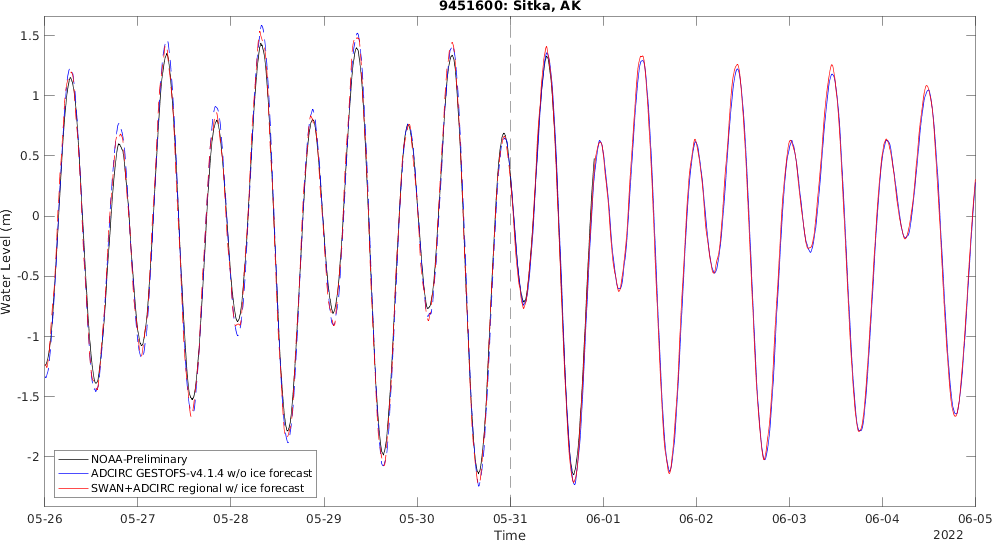 9451600: Sitka, AK
Water Level (m)
1.5
1
0.5
0
-0.5
-1
-1.5
-2
NOAA-Preliminary
ADCIRC GESTOFS-v4.1.4 w/o ice forecast
SWAN+ADCIRC regional w/ ice forecast
05-26 05-27 05-28 05-29 05-30 05-31 06-01 06-02 06-03 06-04 06-05
Time
2022